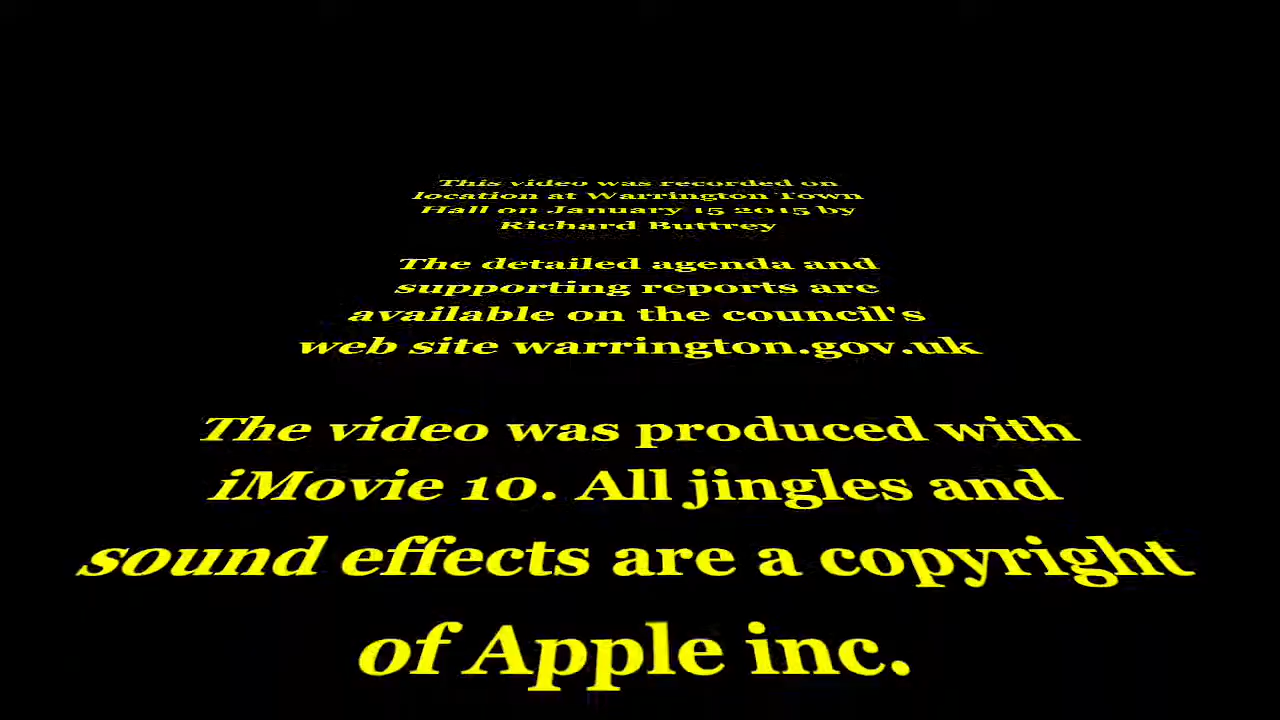 This video was recorded on
location at Warrington Town
Hall on January 15 2015 by
Richard Buttrey
The detailed agenda and
supporting reports are
available on the council's
web site warrington.gov.uk
The video was produced with
iMovie 10. All jingles and
sound effects are a copyright
of Apple inc.